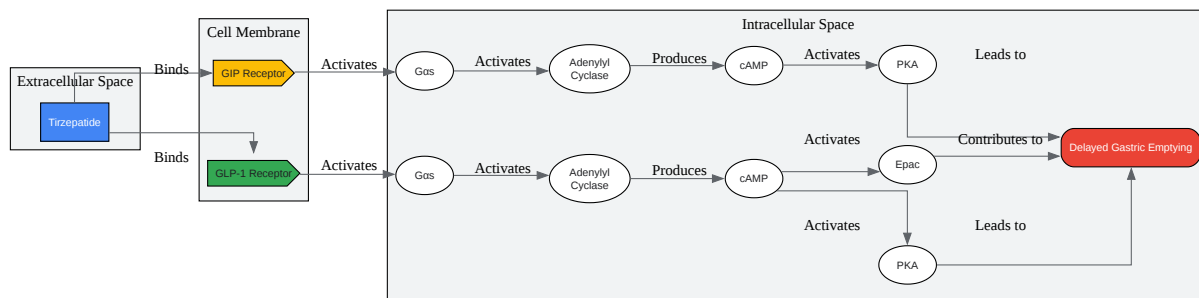 Intracellular Space
Cell Membrane
Extracellular Space
Tirzepatide
Binds
GIP Receptor
Activates
Gαs
Activates
Adenylyl
Cyclase
Produces
cAMP
Activates
PKA
Leads to
Binds
GLP-1 Receptor
Activates
Gαs
Activates
Adenylyl
Cyclase
Produces
cAMP
Activates
Epac
Contributes to
Delayed Gastric Emptying
Activates
PKA
Leads to